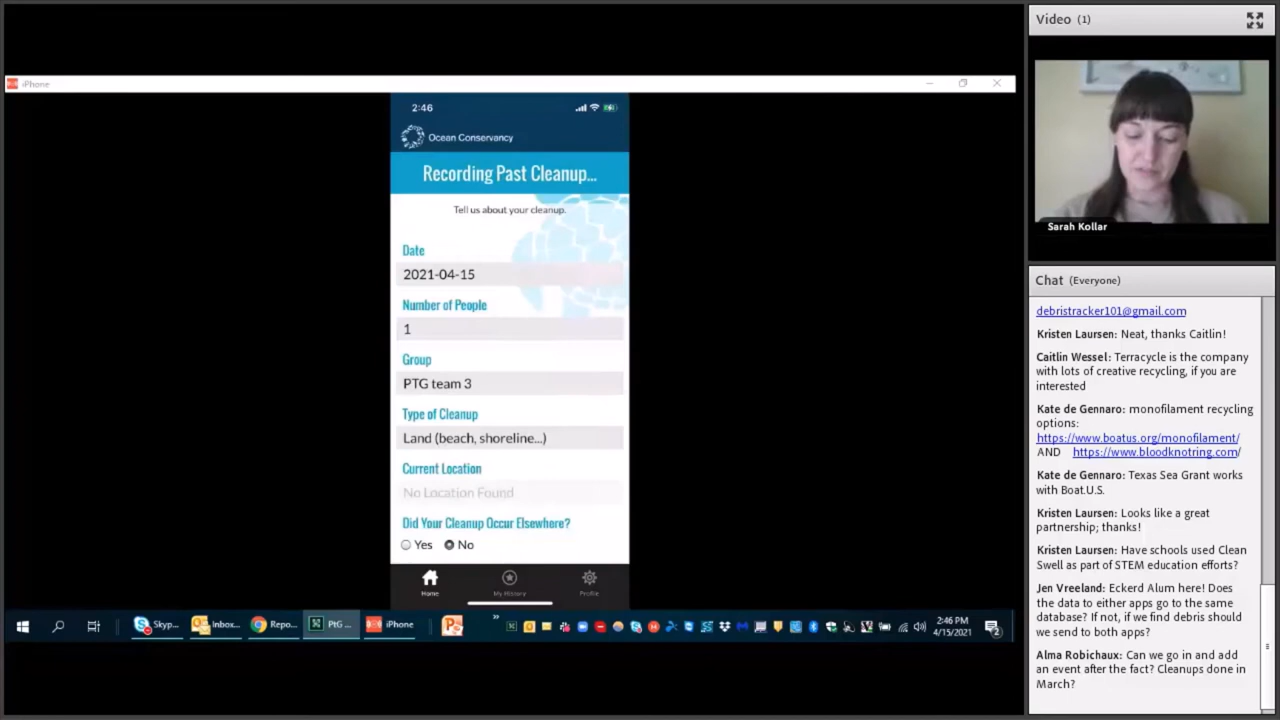 iPhone
2:46
Ocean Conservancy
Recording Past Cleanup...
Tell us about your cleanup.
Date
2021-04-15
Number of People
1
Group
PTG team 3
Type of Cleanup
Land (beach, shoreline...)
Current Location
No Location Found
Did Your Cleanup Occur Elsewhere?
Yes No
Home My History Profile
Skyp... Inbox... Repo... PtG ... iPhone
2:46 PM
4/15/2021
2
Video (1)
Sarah Kollar
Chat (Everyone)
debristracker101@gmail.com
Kristen Laursen: Neat, thanks Caitlin!
Caitlin Wessel: Terracycle is the company
with lots of creative recycling, if you are
interested
Kate de Gennaro: monofilament recycling
options:
https://www.boatus.org/monofilament/
AND https://www.bloodknotring.com/
Kate de Gennaro: Texas Sea Grant works
with Boat.U.S.
Kristen Laursen: Looks like a great
partnership; thanks!
Kristen Laursen: Have schools used Clean
Swell as part of STEM education efforts?
Jen Vreeland: Eckerd Alum here! Does
the data to either apps go to the same
database? If not, if we find debris should
we send to both apps?
Alma Robichaux: Can we go in and add
an event after the fact? Cleanups done in
March?